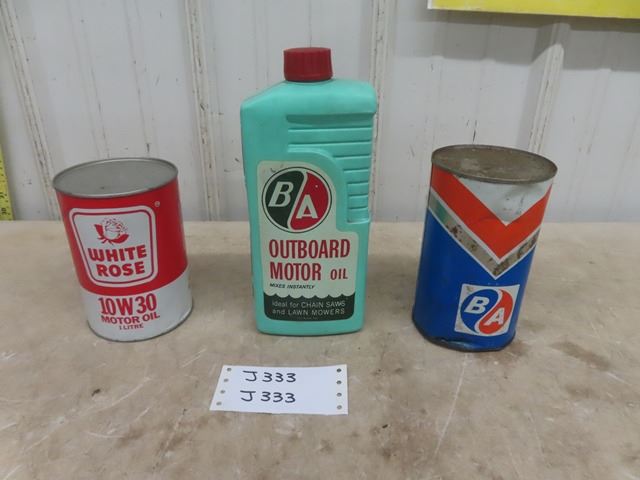 WHITE
ROSE
®
10W30
MOTOR OIL
1 LITRE
BA
OUTBOARD
MOTOR OIL
MIXES INSTANTLY
ideal for CHAIN SAWS
and LAWN MOWERS
BA
J333
J333